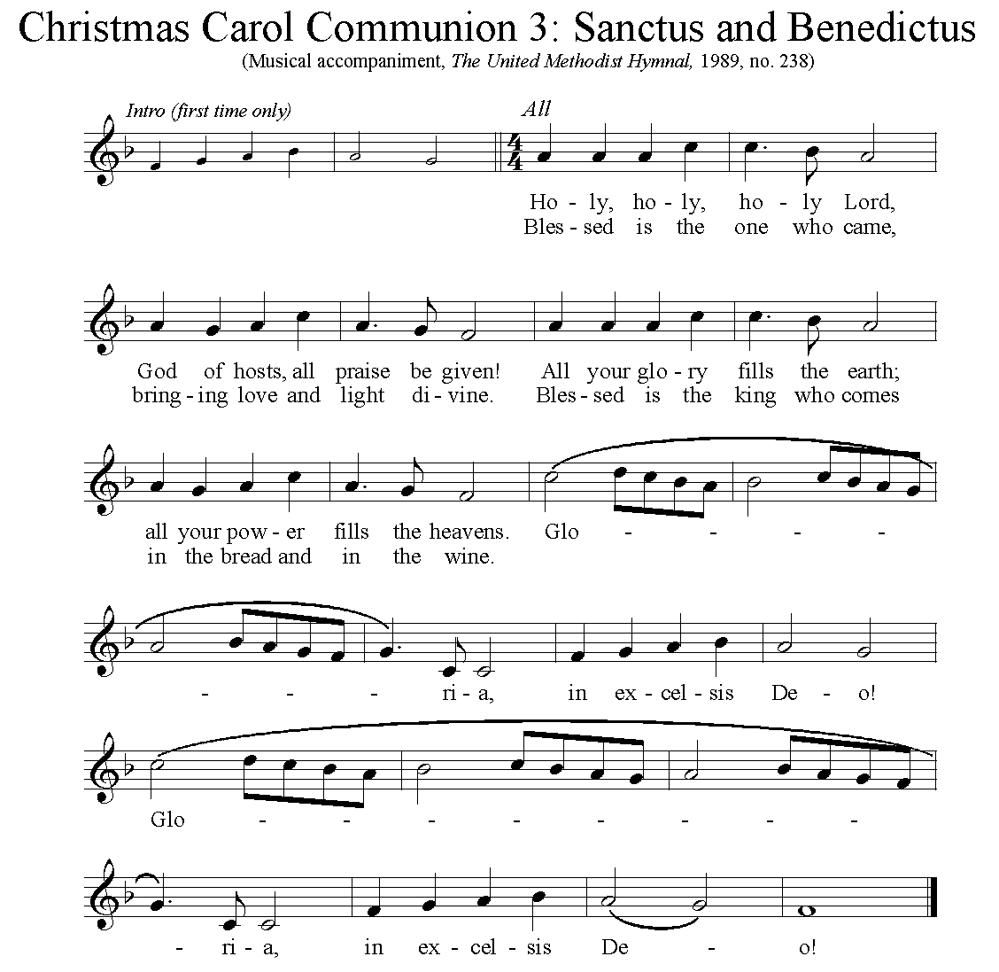 Christmas Carol Communion 3: Sanctus and Benedictus
(Musical accompaniment, The United Methodist Hymnal, 1989, no. 238)
Intro (first time only) All
4
4
Ho - ly, ho - ly, ho - ly Lord,
Bles - sed is the one who came,
God of hosts, all praise be given! All your glo - ry fills the earth;
bring - ing love and light di - vine. Bles - sed is the king who comes
all your pow - er fills the heavens. Glo - - - -
in the bread and in the wine.
- - - ri - a, in ex - cel - sis De - o!
Glo - - - - - - - -
- ri - a, in ex - cel - sis De - o!